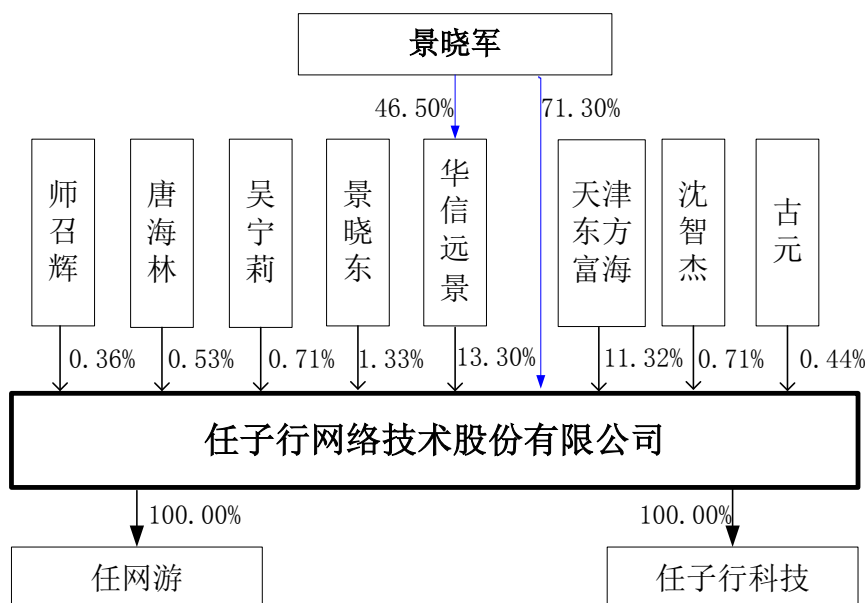 景晓军
46.50%
71.30%
师召辉
唐海林
吴宁莉
景晓东
华信远景
天津
东方
富海
沈智杰
古元
0.36%
0.53%
0.71%
1.33%
13.30%
11.32%
0.71%
0.44%
任子行网络技术股份有限公司
100.00%
100.00%
任网游
任子行科技